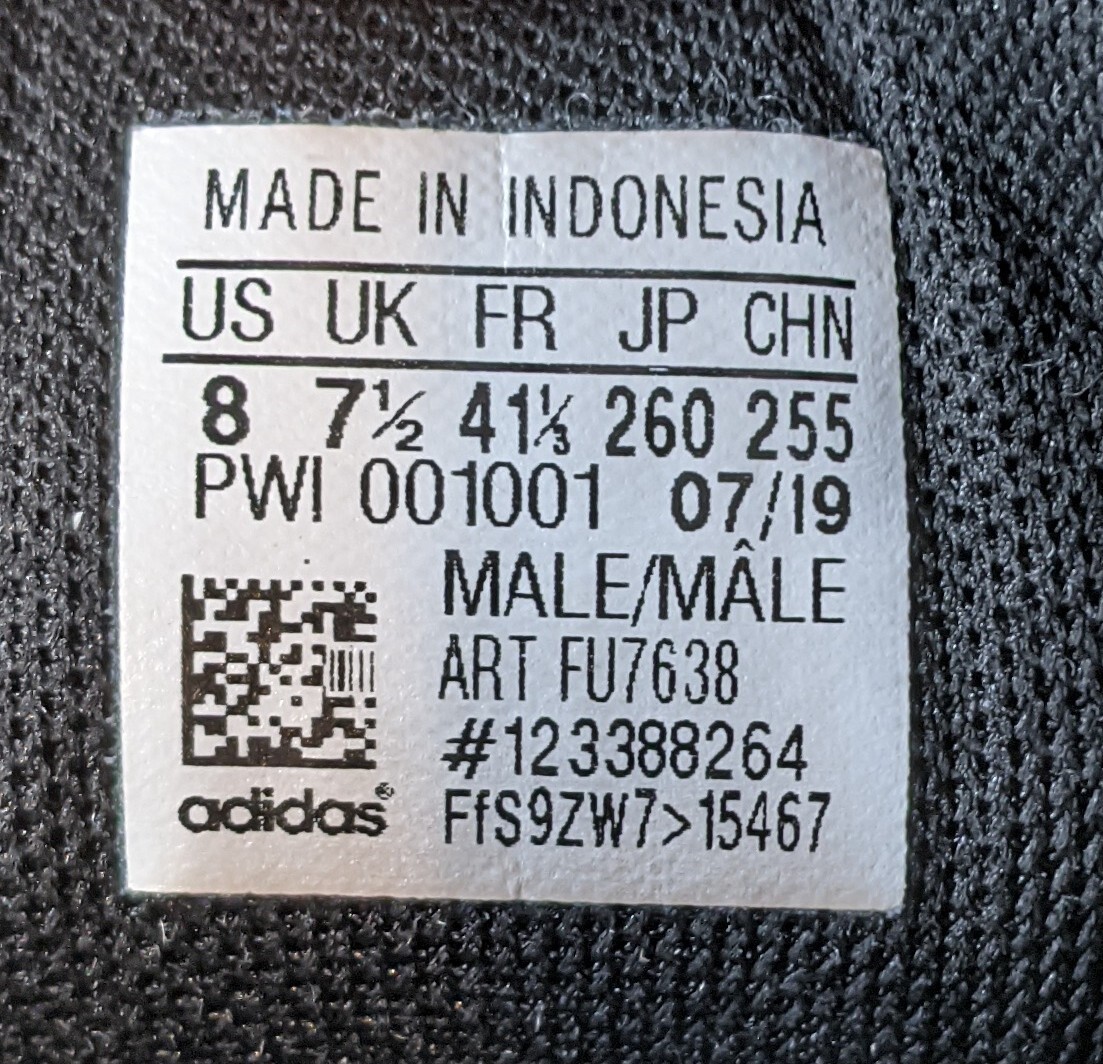 MADE IN INDONESIA
US UK FR JP CHN
8 7½ 41⅓ 260 255
PWI 001001 07/19
MALE/MÂLE
ART FU7638
#123388264
adidas®
FfS9ZW7>15467